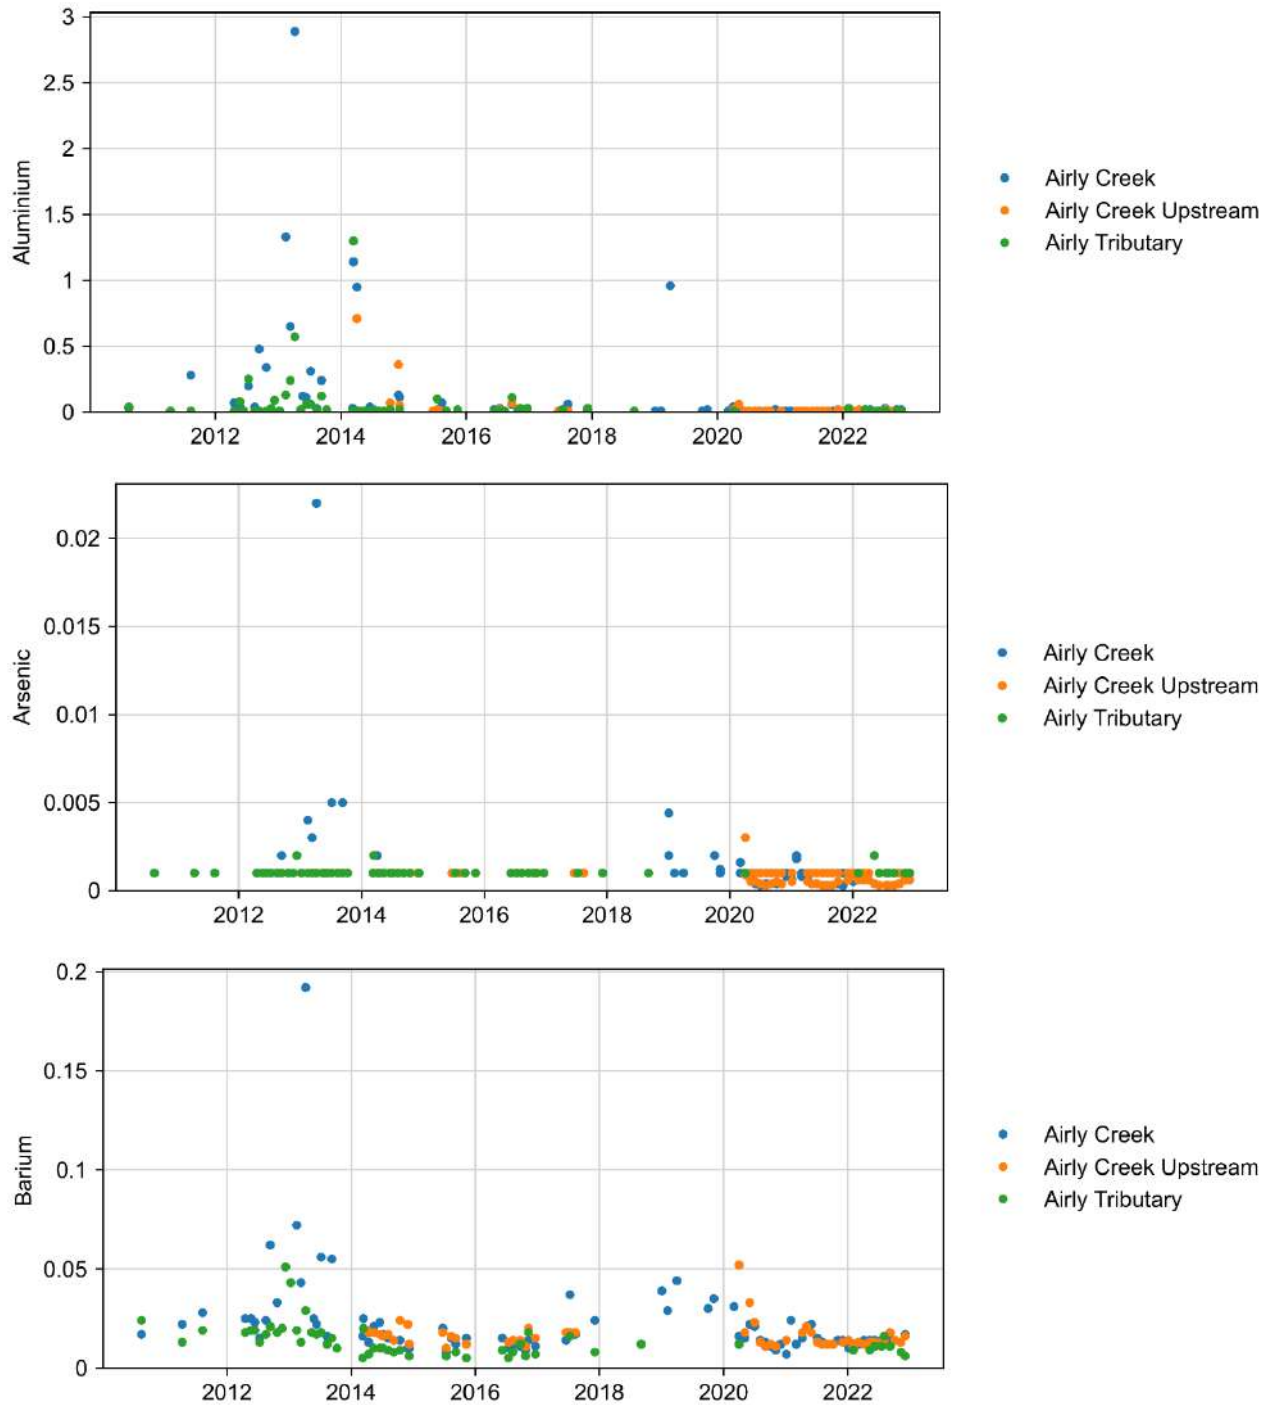 3
2.5
2
1.5
1
0.5
0
Aluminium
2012 2014 2016 2018 2020 2022
Airly Creek
Airly Creek Upstream
Airly Tributary
0.02
0.015
0.01
0.005
0
Arsenic
2012 2014 2016 2018 2020 2022
Airly Creek
Airly Creek Upstream
Airly Tributary
0.2
0.15
0.1
0.05
0
Barium
2012 2014 2016 2018 2020 2022
Airly Creek
Airly Creek Upstream
Airly Tributary